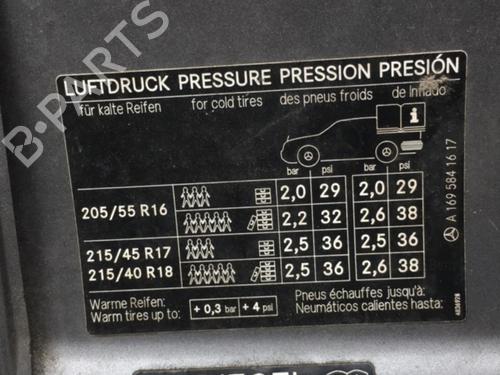 B-PARTS
LUFTDRUCK PRESSURE PRESSION PRESIÓN
für kalte Reifen for cold tires des pneus froids de inflado
i
bar psi bar psi
205/55 R16 2,0 29 2,0 29
2,2 32 2,6 38
215/45 R17 2,5 36 2,5 36
215/40 R18 2,5 36 2,6 38
Warme Reifen: Pneus échauffes jusqu'à:
Warm tires up to: + 0,3 bar + 4 psi Neumáticos calientes hasta:
A 169 584 16 17